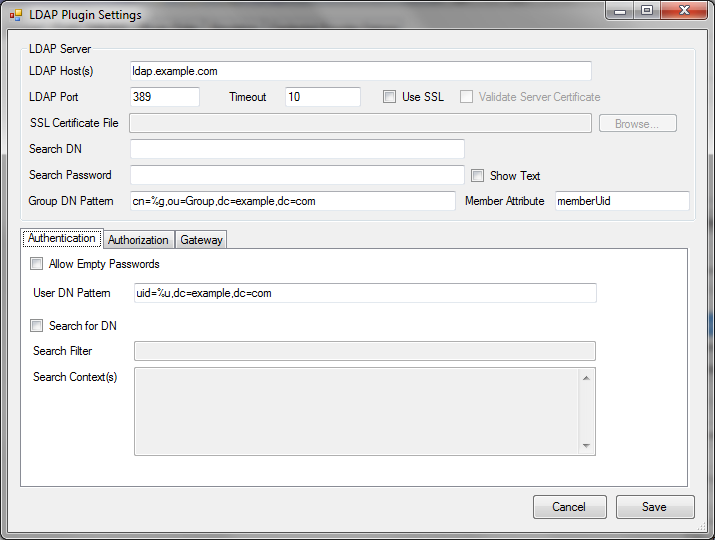 LDAP Plugin Settings
LDAP Server
LDAP Host(s) ldap.example.com
LDAP Port 389 Timeout 10 Use SSL Validate Server Certificate
SSL Certificate File Browse...
Search DN
Search Password Show Text
Group DN Pattern cn=%g,ou=Group,dc=example,dc=com Member Attribute memberUid
Authentication Authorization Gateway
Allow Empty Passwords
User DN Pattern uid=%u,dc=example,dc=com
Search for DN
Search Filter
Search Context(s)
Cancel Save